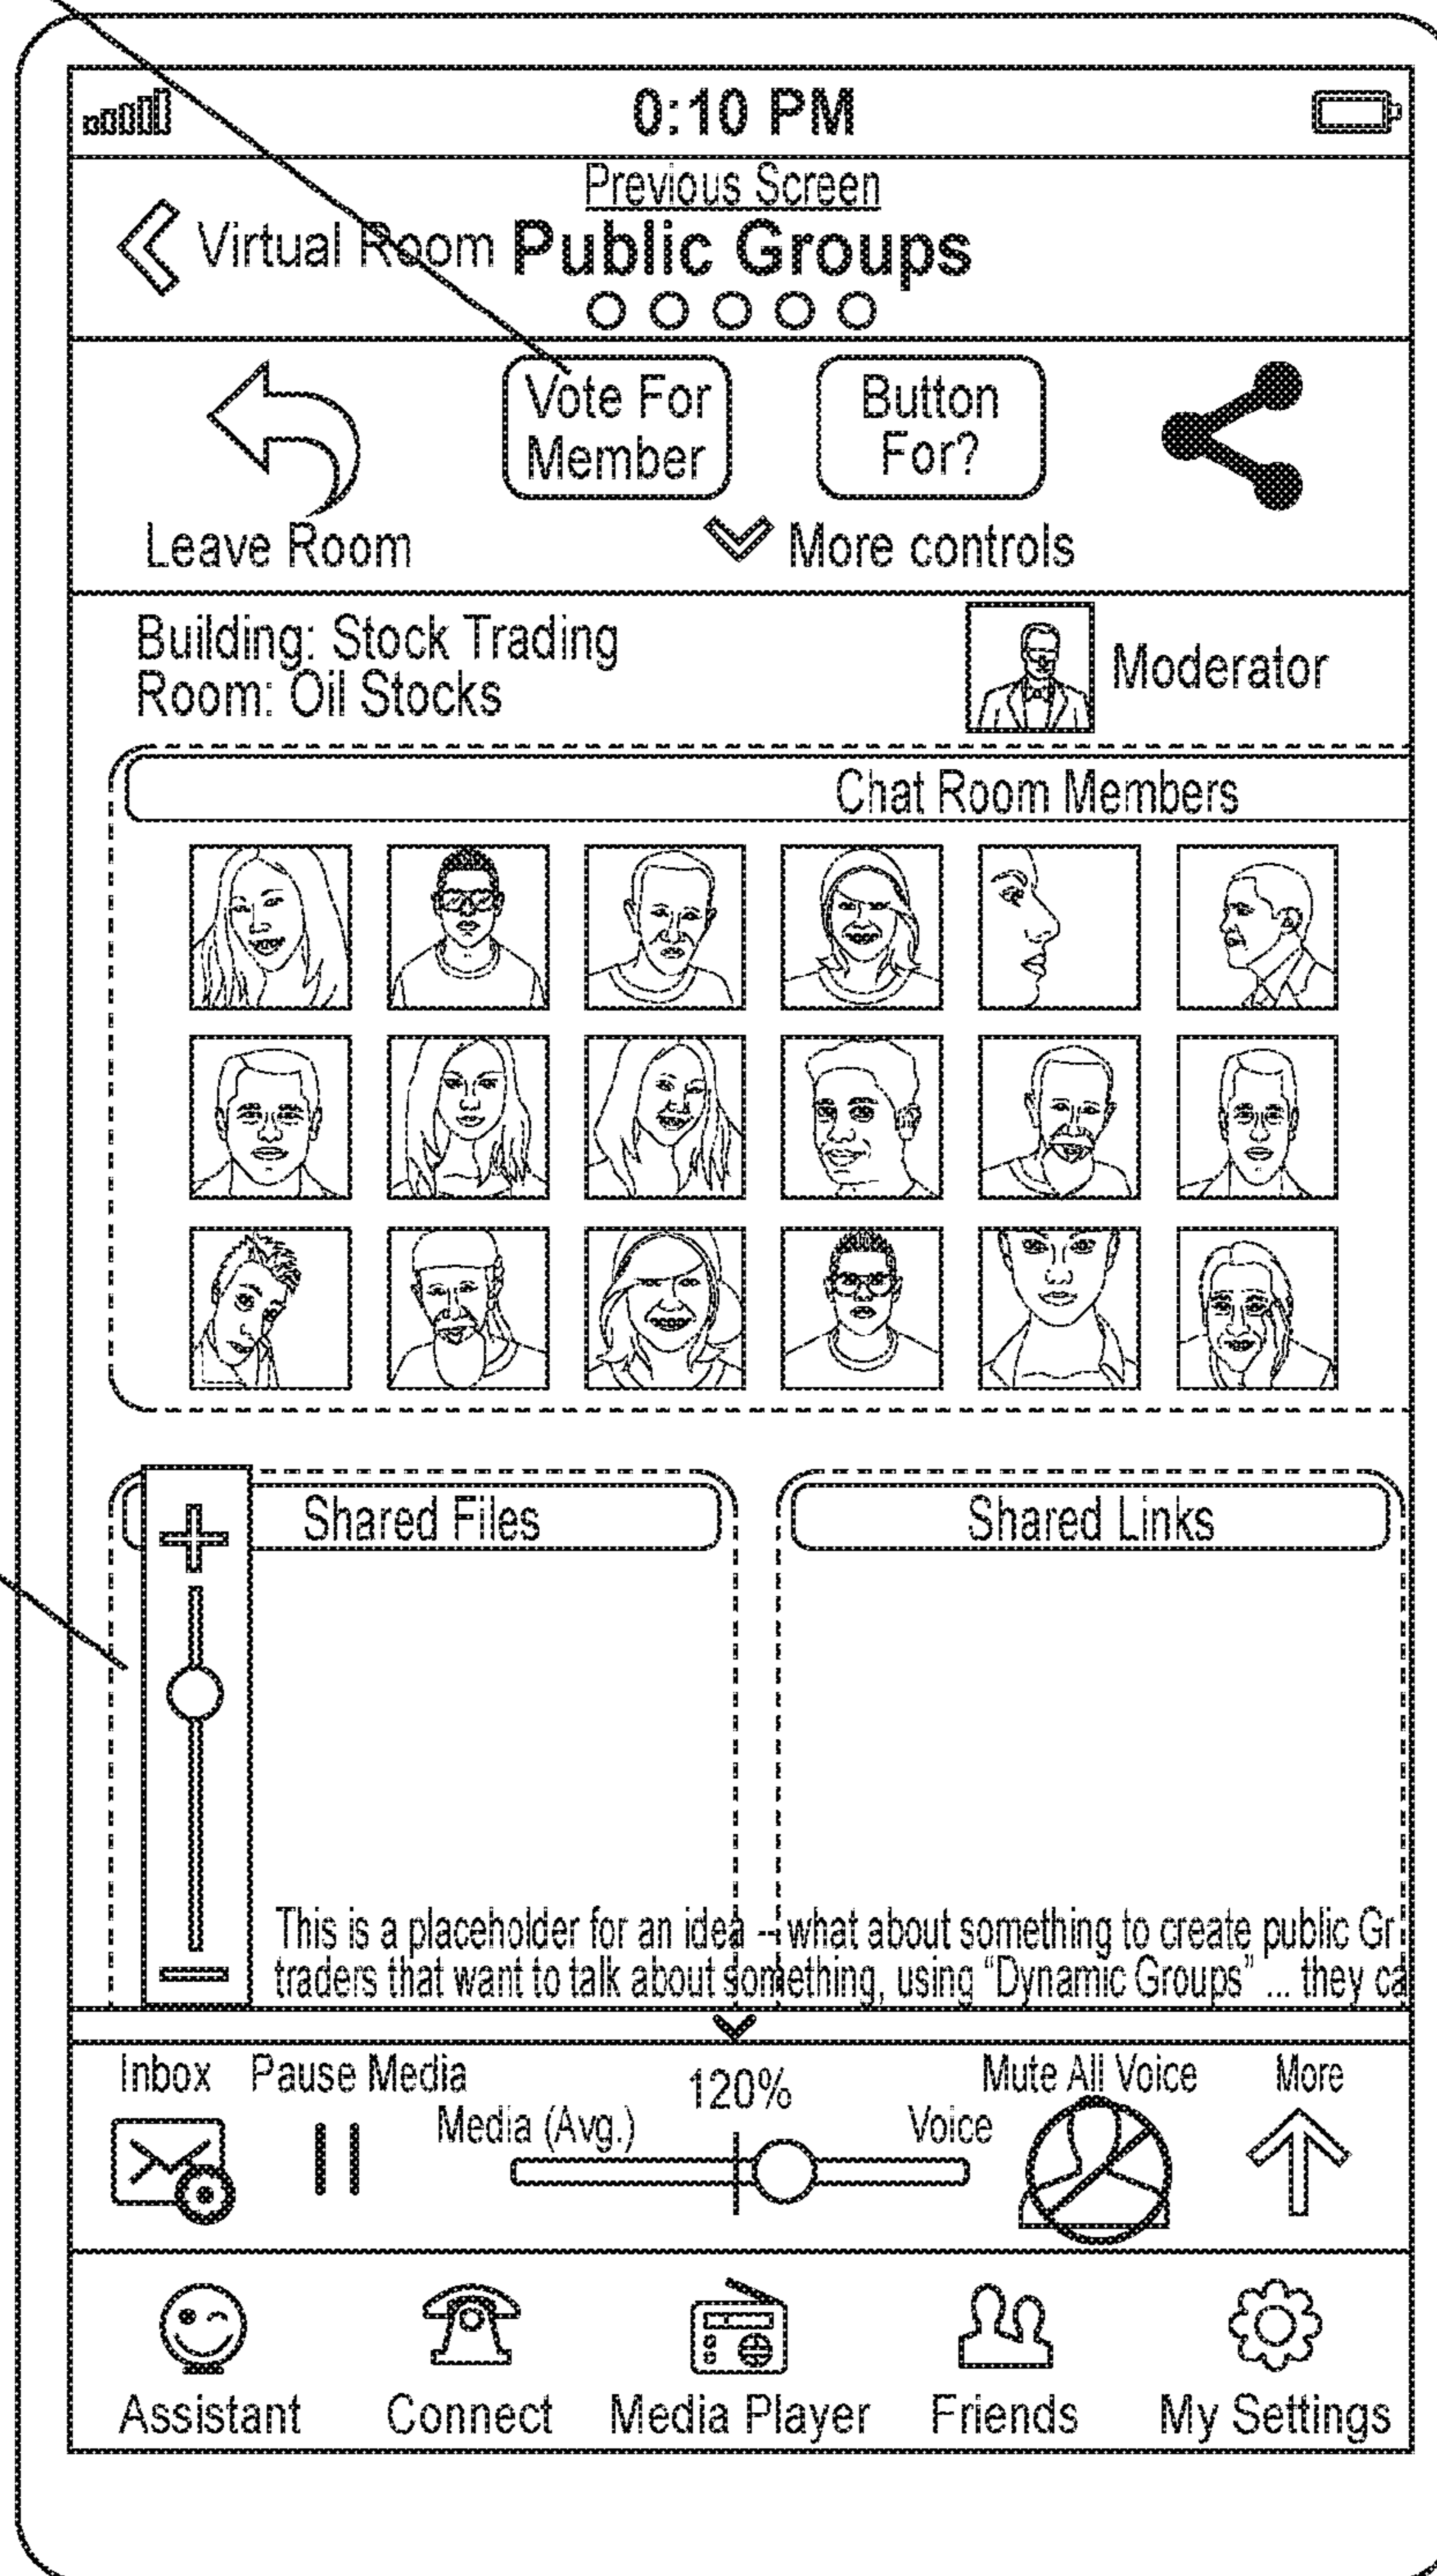 0:10 PM
Previous Screen
Virtual Room Public Groups
Vote For
Member
Button
For?
Leave Room
More controls
Building: Stock Trading
Room: Oil Stocks
Moderator
Chat Room Members
Shared Files
Shared Links
This is a placeholder for an idea -- what about something to create public Gr
traders that want to talk about something, using “Dynamic Groups” ... they ca
Inbox
Pause Media
120%
Mute All Voice
More
Media (Avg.)
Voice
Assistant
Connect
Media Player
Friends
My Settings